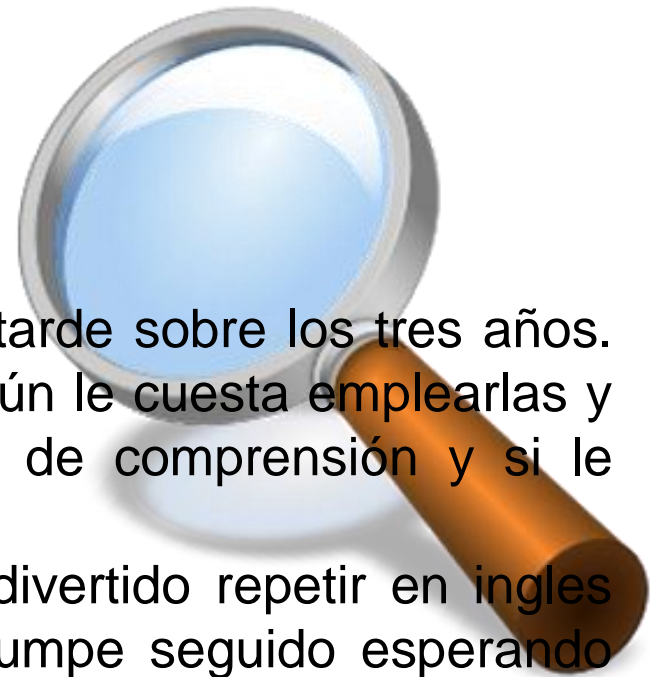 tarde sobre los tres años.
ún le cuesta emplearlas y
de comprensión y si le
divertido repetir en ingles
umpe seguido esperando